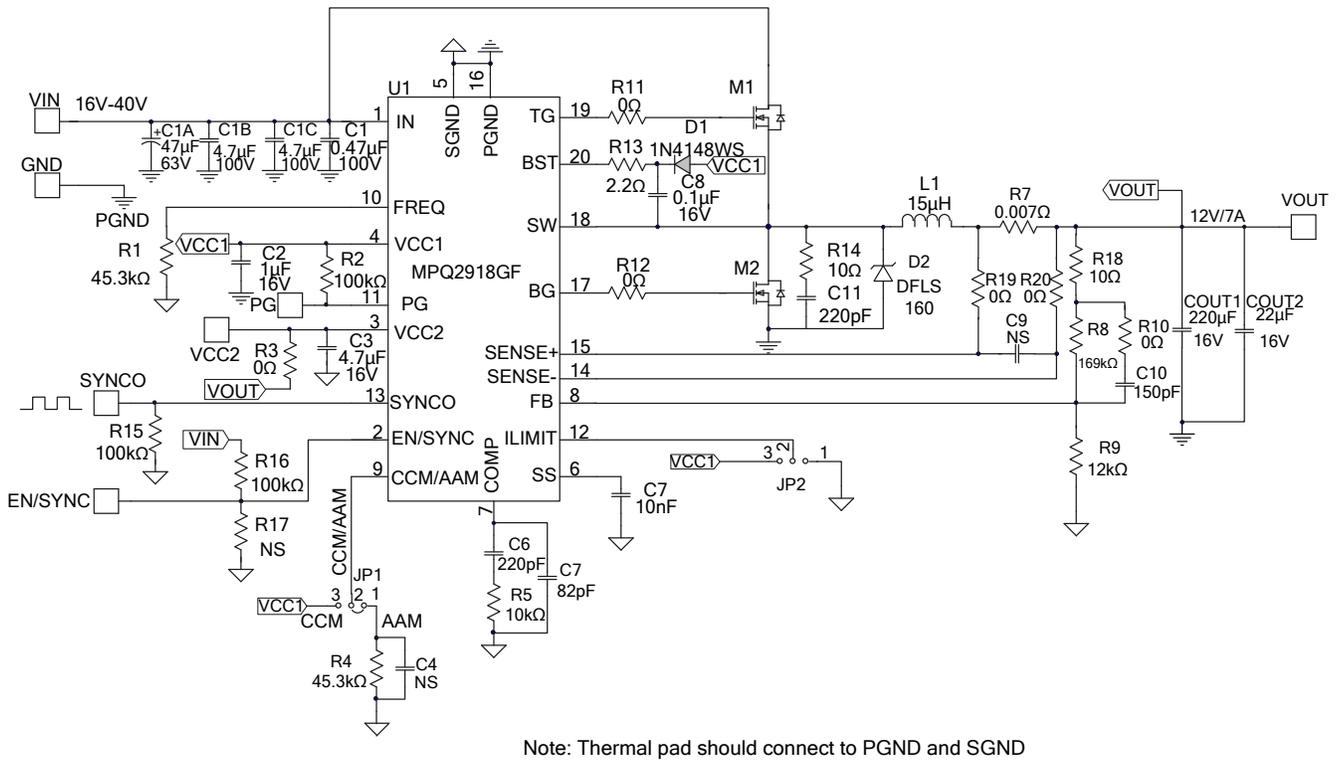 VIN 16V-40V
C1A
47µF
63V
C1B
4.7µF
100V
C1C
4.7µF
100V
C1
0.47µF
100V
GND
PGND
U1
5
16
SGND
PGND
1
IN
10
FREQ
R1
45.3kΩ
VCC1
4
VCC1
C2
1µF
16V
R2
100kΩ
PG
11
PG
MPQ2918GF
VCC2
3
VCC2
R3
0Ω
VOUT
C3
4.7µF
16V
SYNCO
13
SYNCO
R15
100kΩ
2
EN/SYNC
VIN
R16
100kΩ
EN/SYNC
R17
NS
9
CCM/AAM
CCM/AAM
JP1
VCC1
3
2
1
CCM
AAM
R4
45.3kΩ
C4
NS
COMP
7
C6
220pF
R5
10kΩ
C7
82pF
TG
19
R11
0Ω
M1
BST
20
R13
2.2Ω
D1
1N4148WS
VCC1
C8
0.1µF
16V
SW
18
BG
17
R12
0Ω
M2
R14
10Ω
C11
220pF
D2
DFLS
160
L1
15µH
R7
0.007Ω
R19
0Ω
R20
0Ω
C9
NS
SENSE+
15
SENSE-
14
FB
8
ILIMIT
12
VCC1
3
2
1
JP2
SS
6
C7
10nF
R18
10Ω
R8
169kΩ
R10
0Ω
C10
150pF
R9
12kΩ
VOUT
12V/7A
VOUT
COUT1
220µF
16V
COUT2
22µF
16V
Note: Thermal pad should connect to PGND and SGND